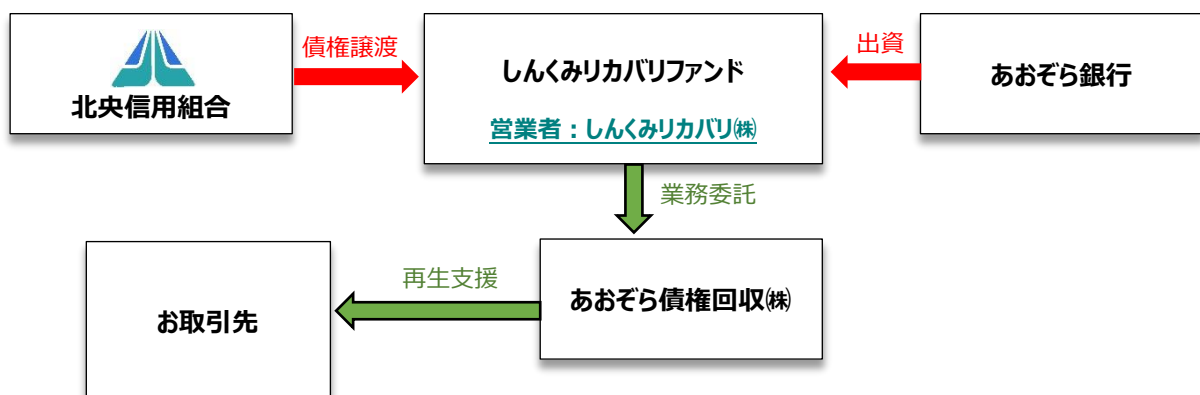 北央信用組合
債権譲渡
しんくみリカバリファンド
営業者：しんくみリカバリ㈱
出資
あおぞら銀行
業務委託
お取引先
再生支援
あおぞら債権回収㈱